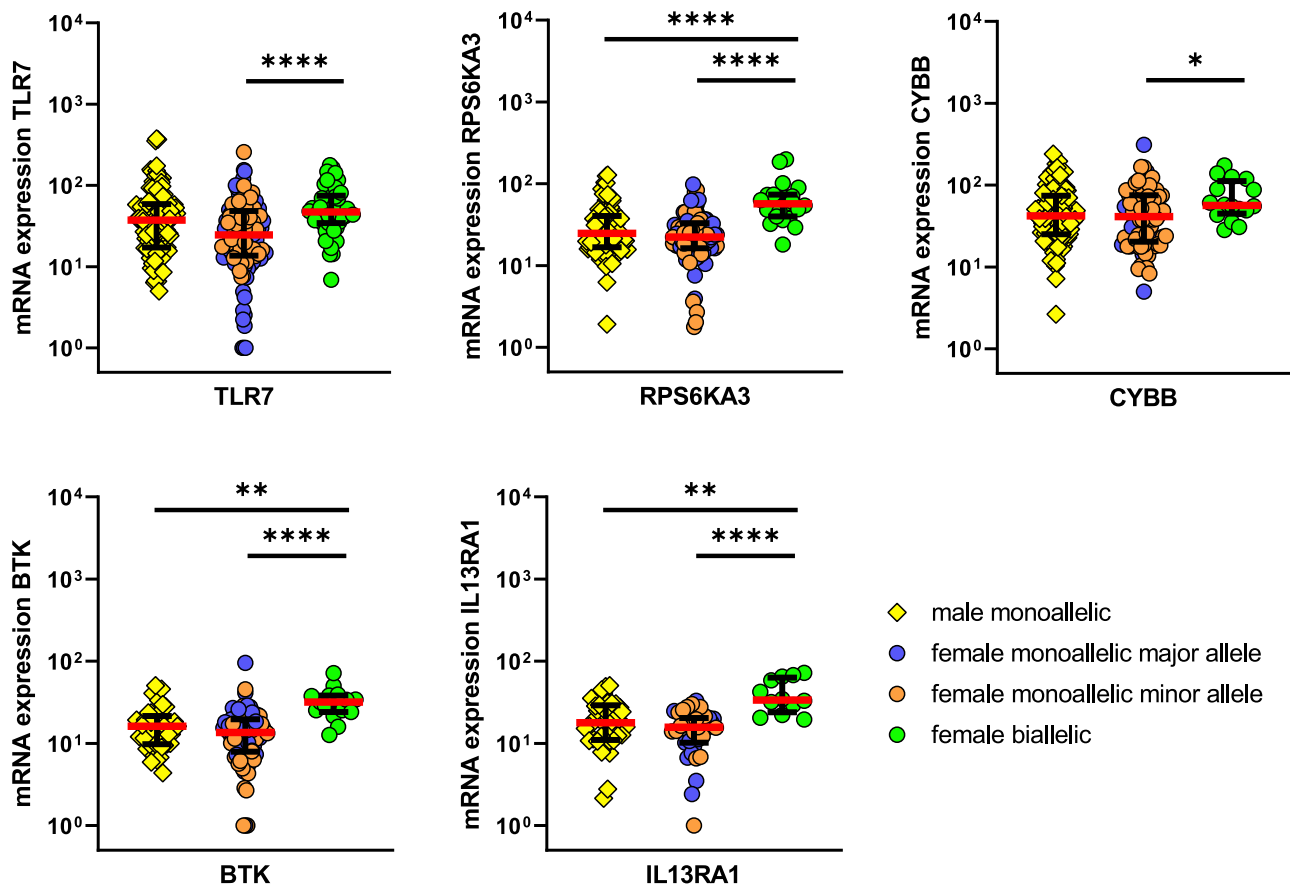 mRNA expression TLR7
10⁴
10³
10²
10¹
10⁰
****
TLR7
mRNA expression RPS6KA3
10⁴
10³
10²
10¹
10⁰
****
****
RPS6KA3
mRNA expression CYBB
10⁴
10³
10²
10¹
10⁰
*
CYBB
mRNA expression BTK
10⁴
10³
10²
10¹
10⁰
**
****
BTK
mRNA expression IL13RA1
10⁴
10³
10²
10¹
10⁰
**
****
IL13RA1
male monoallelic
female monoallelic major allele
female monoallelic minor allele
female biallelic